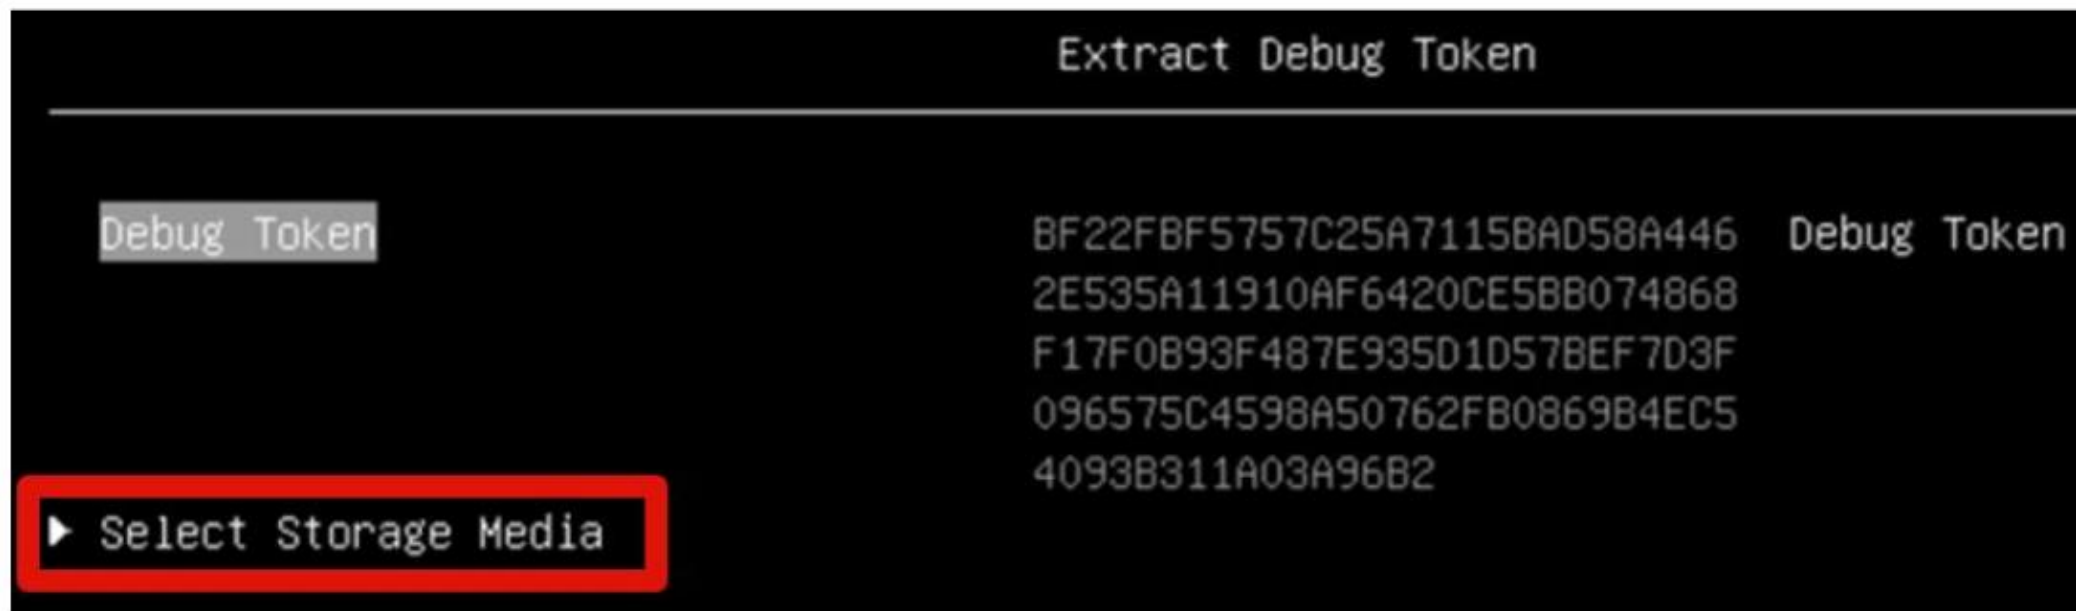 Extract Debug Token
Debug Token BF22FBF5757C25A7115BAD58A446 Debug Token
2E535A11910AF6420CE5BB074868
F17F0B93F487E935D1D57BEF7D3F
096575C4598A50762FB0869B4EC5
4093B311A03A96B2
Select Storage Media